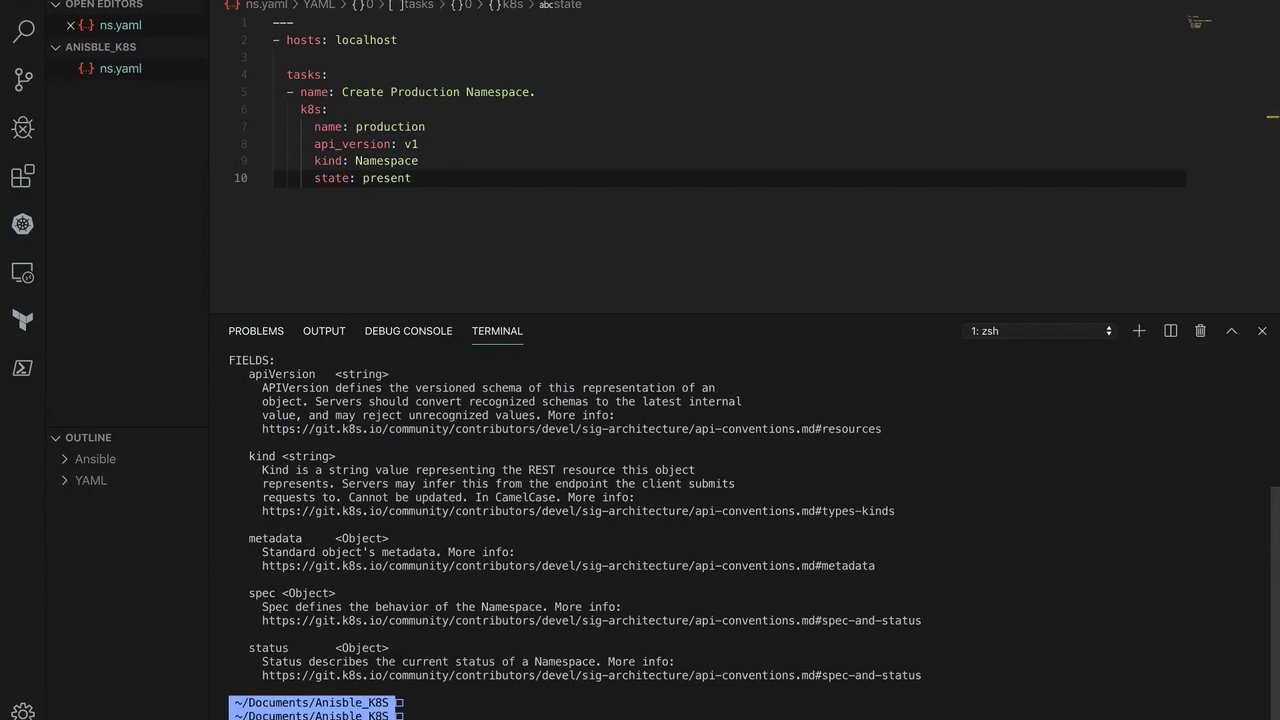 OPEN EDITORS
ns.yaml
ANISBLE_K8S
ns.yaml
OUTLINE
Ansible
YAML
ns.yaml > YAML > {} 0 > [ ] tasks > {} 0 > {} k8s > abc state
1 ---
2 - hosts: localhost
3
4 tasks:
5 - name: Create Production Namespace.
6 k8s:
7 name: production
8 api_version: v1
9 kind: Namespace
10 state: present
PROBLEMS OUTPUT DEBUG CONSOLE TERMINAL 1: zsh
FIELDS:
apiVersion <string>
APIVersion defines the versioned schema of this representation of an
object. Servers should convert recognized schemas to the latest internal
value, and may reject unrecognized values. More info:
https://git.k8s.io/community/contributors/devel/sig-architecture/api-conventions.md#resources
kind <string>
Kind is a string value representing the REST resource this object
represents. Servers may infer this from the endpoint the client submits
requests to. Cannot be updated. In CamelCase. More info:
https://git.k8s.io/community/contributors/devel/sig-architecture/api-conventions.md#types-kinds
metadata <Object>
Standard object's metadata. More info:
https://git.k8s.io/community/contributors/devel/sig-architecture/api-conventions.md#metadata
spec <Object>
Spec defines the behavior of the Namespace. More info:
https://git.k8s.io/community/contributors/devel/sig-architecture/api-conventions.md#spec-and-status
status <Object>
Status describes the current status of a Namespace. More info:
https://git.k8s.io/community/contributors/devel/sig-architecture/api-conventions.md#spec-and-status
~/Documents/Anisble_K8S
~/Documents/Anisble_K8S